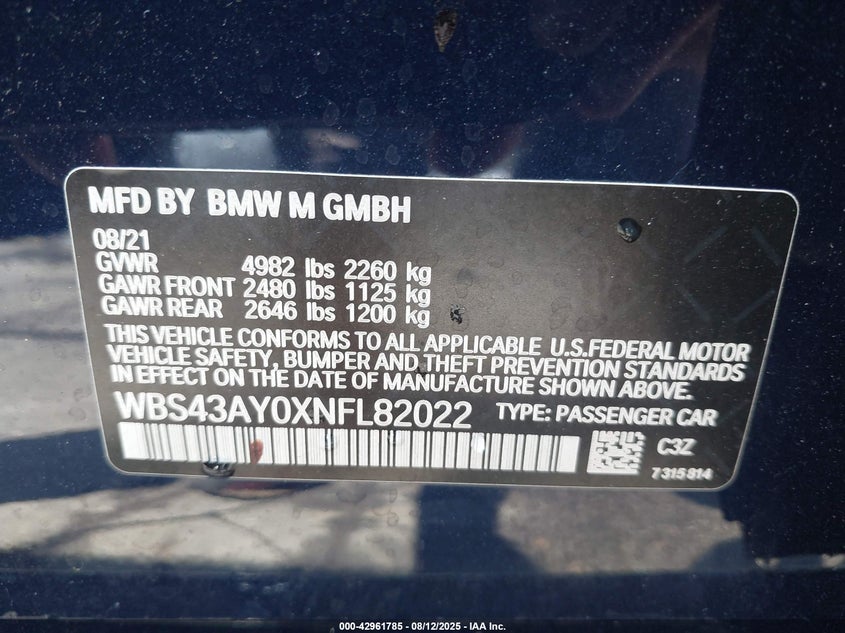 MFD BY BMW M GMBH
08/21
GVWR 4982 lbs 2260 kg
GAWR FRONT 2480 lbs 1125 kg
GAWR REAR 2646 lbs 1200 kg
THIS VEHICLE CONFORMS TO ALL APPLICABLE U.S.FEDERAL MOTOR
VEHICLE SAFETY, BUMPER AND THEFT PREVENTION STANDARDS
IN EFFECT ON THE DATE OF MANUFACTURE SHOWN ABOVE.
WBS43AY0XNFL82022 TYPE: PASSENGER CAR
C3Z
7315814
000-42961785 - 08/12/2025 - IAA Inc.